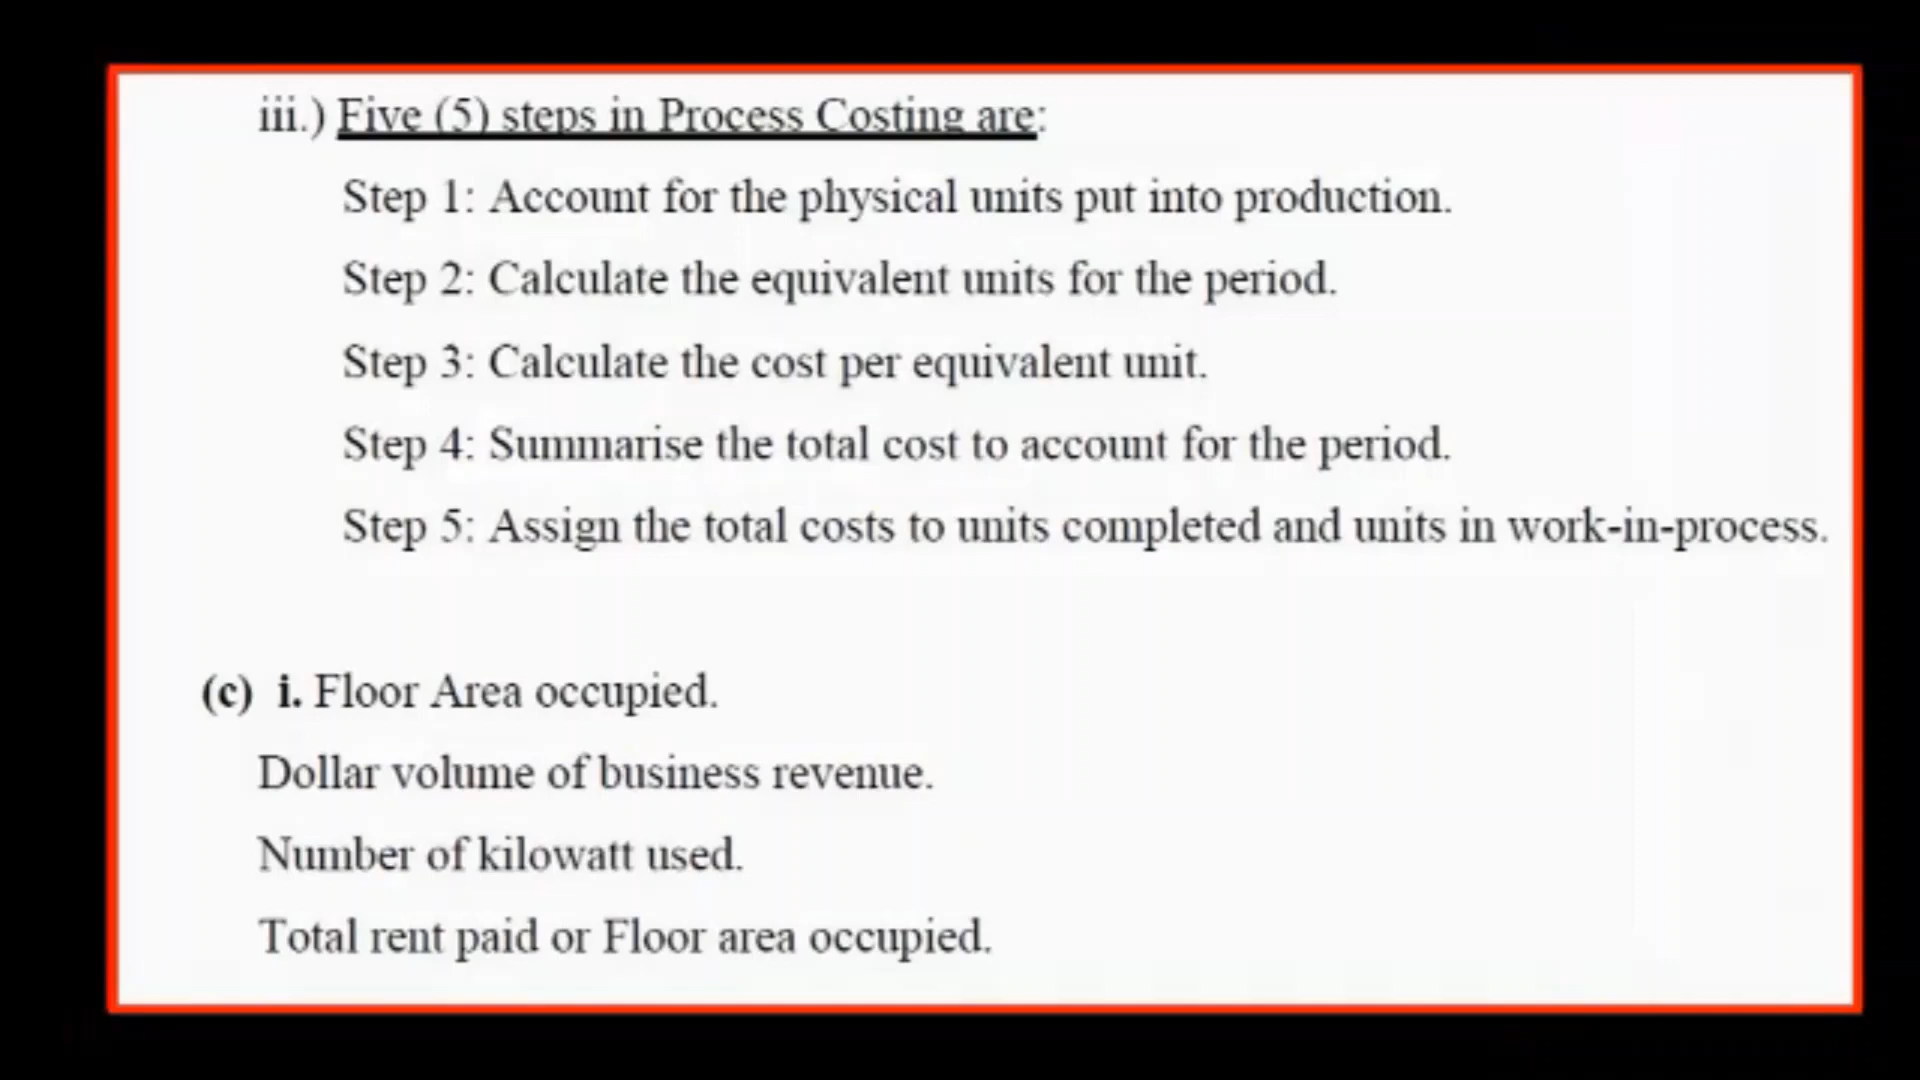 iii.) Five (5) steps in Process Costing are:
Step 1: Account for the physical units put into production.
Step 2: Calculate the equivalent units for the period.
Step 3: Calculate the cost per equivalent unit.
Step 4: Summarise the total cost to account for the period.
Step 5: Assign the total costs to units completed and units in work-in-process.
(c) i. Floor Area occupied.
Dollar volume of business revenue.
Number of kilowatt used.
Total rent paid or Floor area occupied.